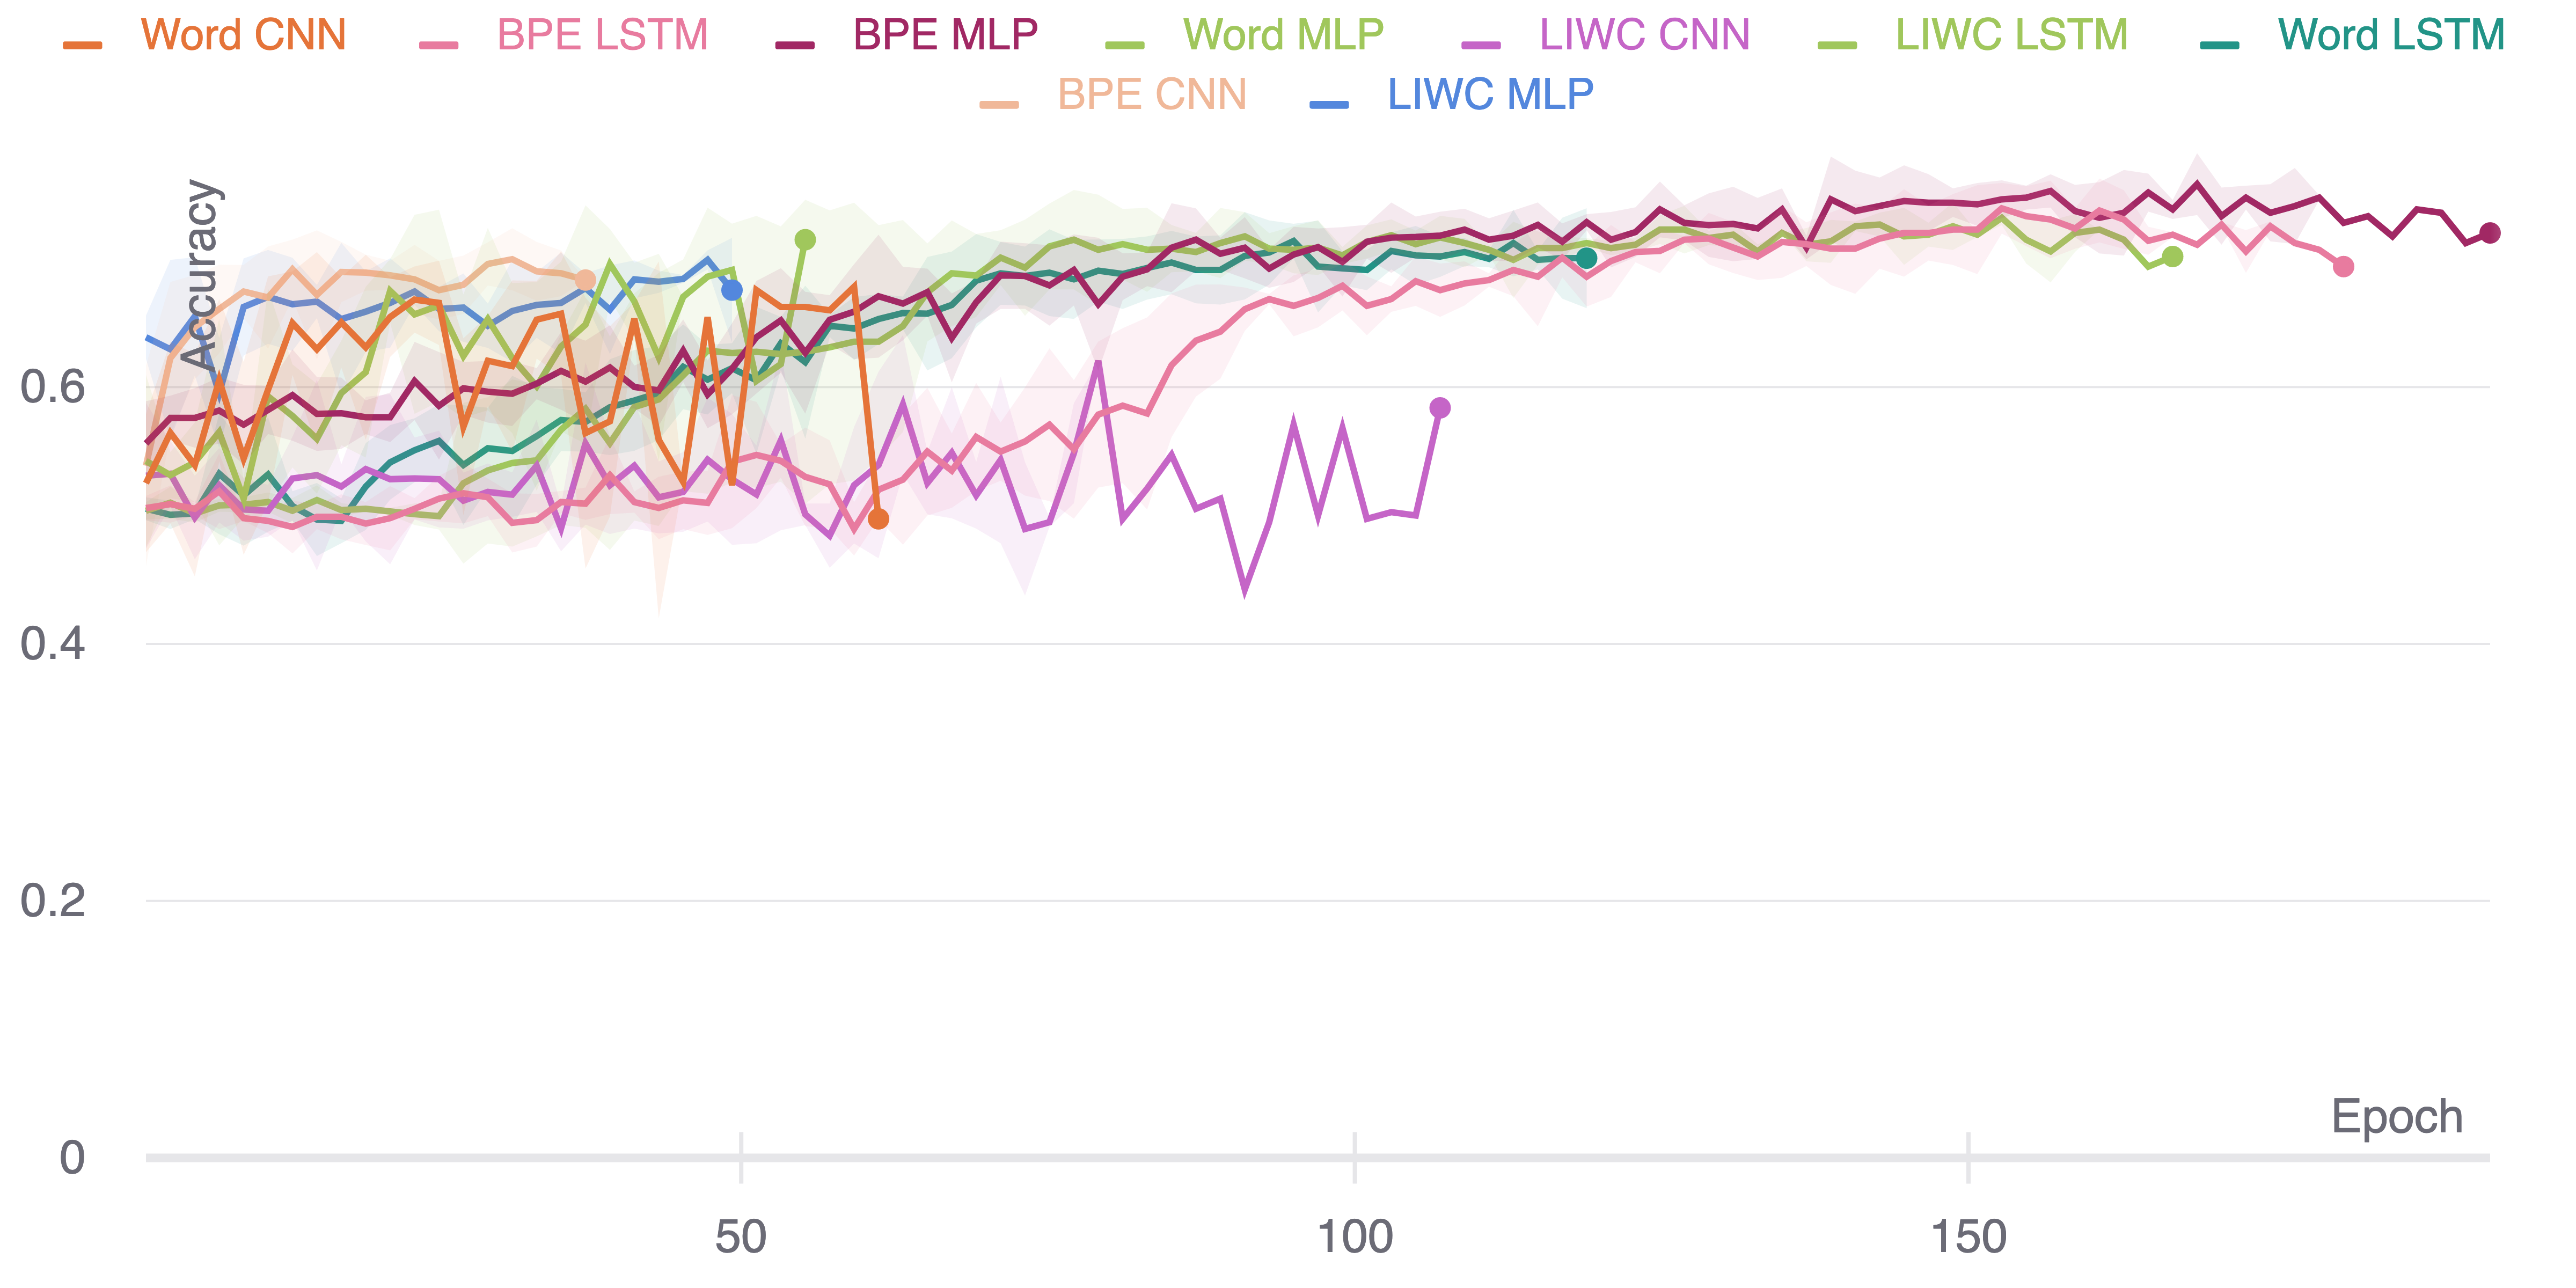 Word CNN BPE LSTM BPE MLP Word MLP LIWC CNN LIWC LSTM Word LSTM
BPE CNN LIWC MLP
Accuracy
0.6
0.4
0.2
Epoch
0
50 100 150